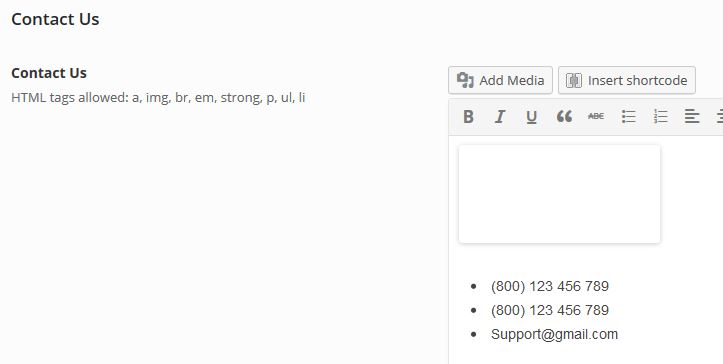 Contact Us
Contact Us
HTML tags allowed: a, img, br, em, strong, p, ul, li
Add Media
Insert shortcode
B I U ABC
(800) 123 456 789
(800) 123 456 789
Support@gmail.com